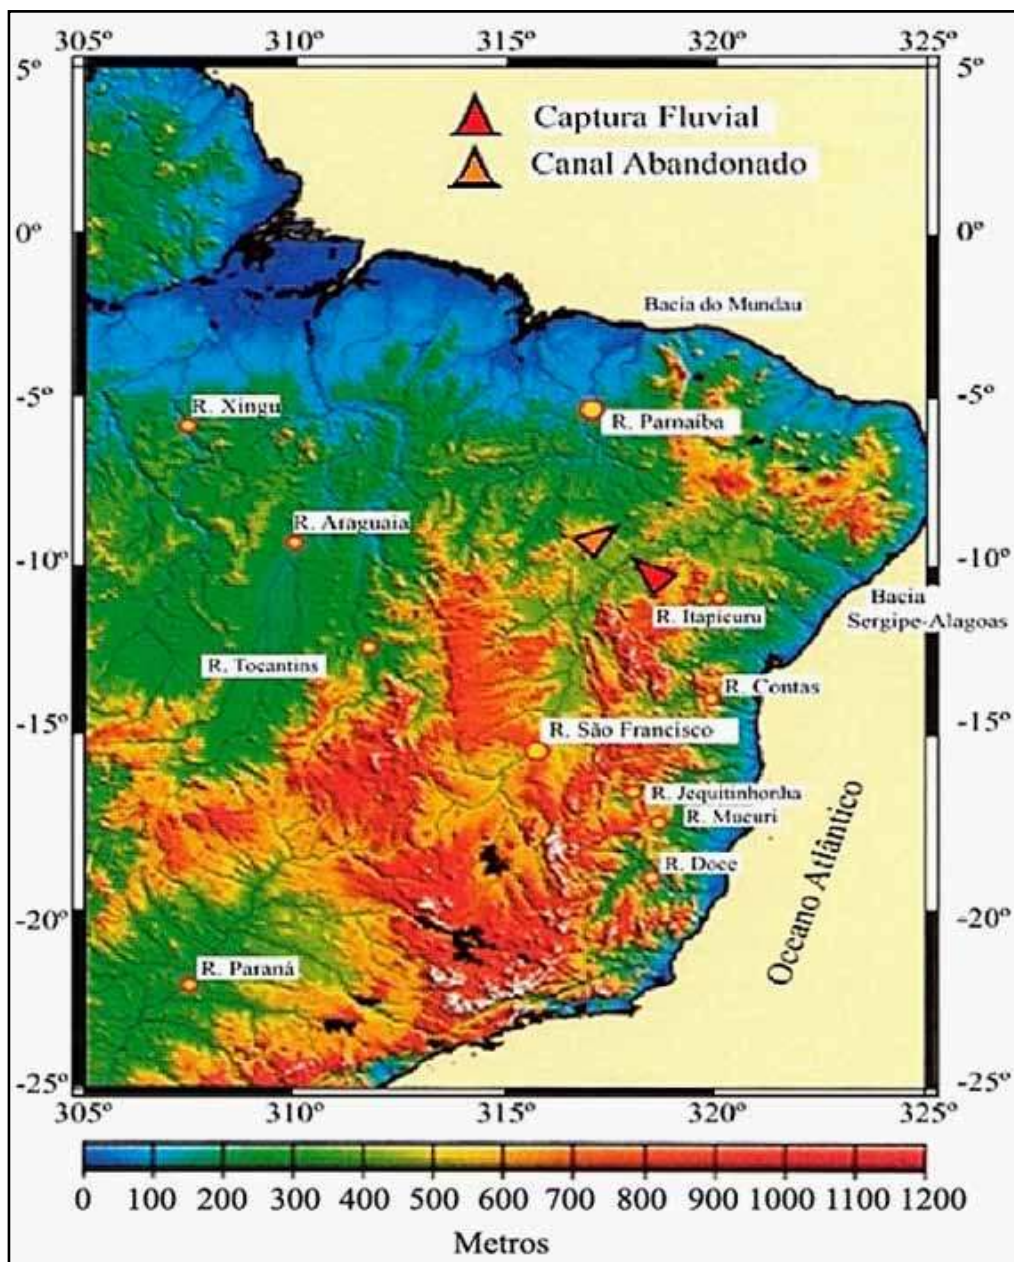 305º 310º 315º 320º 325º
5º 5º
Captura Fluvial
Canal Abandonado
0º 0º
Bacia do Mundau
-5º -5º
R. Xingu
R. Parnaíba
R. Araguaia
-10º -10º
R. Itapicuru
Bacia
Sergipe-Alagoas
R. Tocantins
R. Contas
-15º -15º
R. São Francisco
R. Jequitinhonha
R. Mucuri
R. Doce
Oceano Atlântico
-20º -20º
R. Paraná
-25º -25º
305º 310º 315º 320º 325º
0 100 200 300 400 500 600 700 800 900 1000 1100 1200
Metros